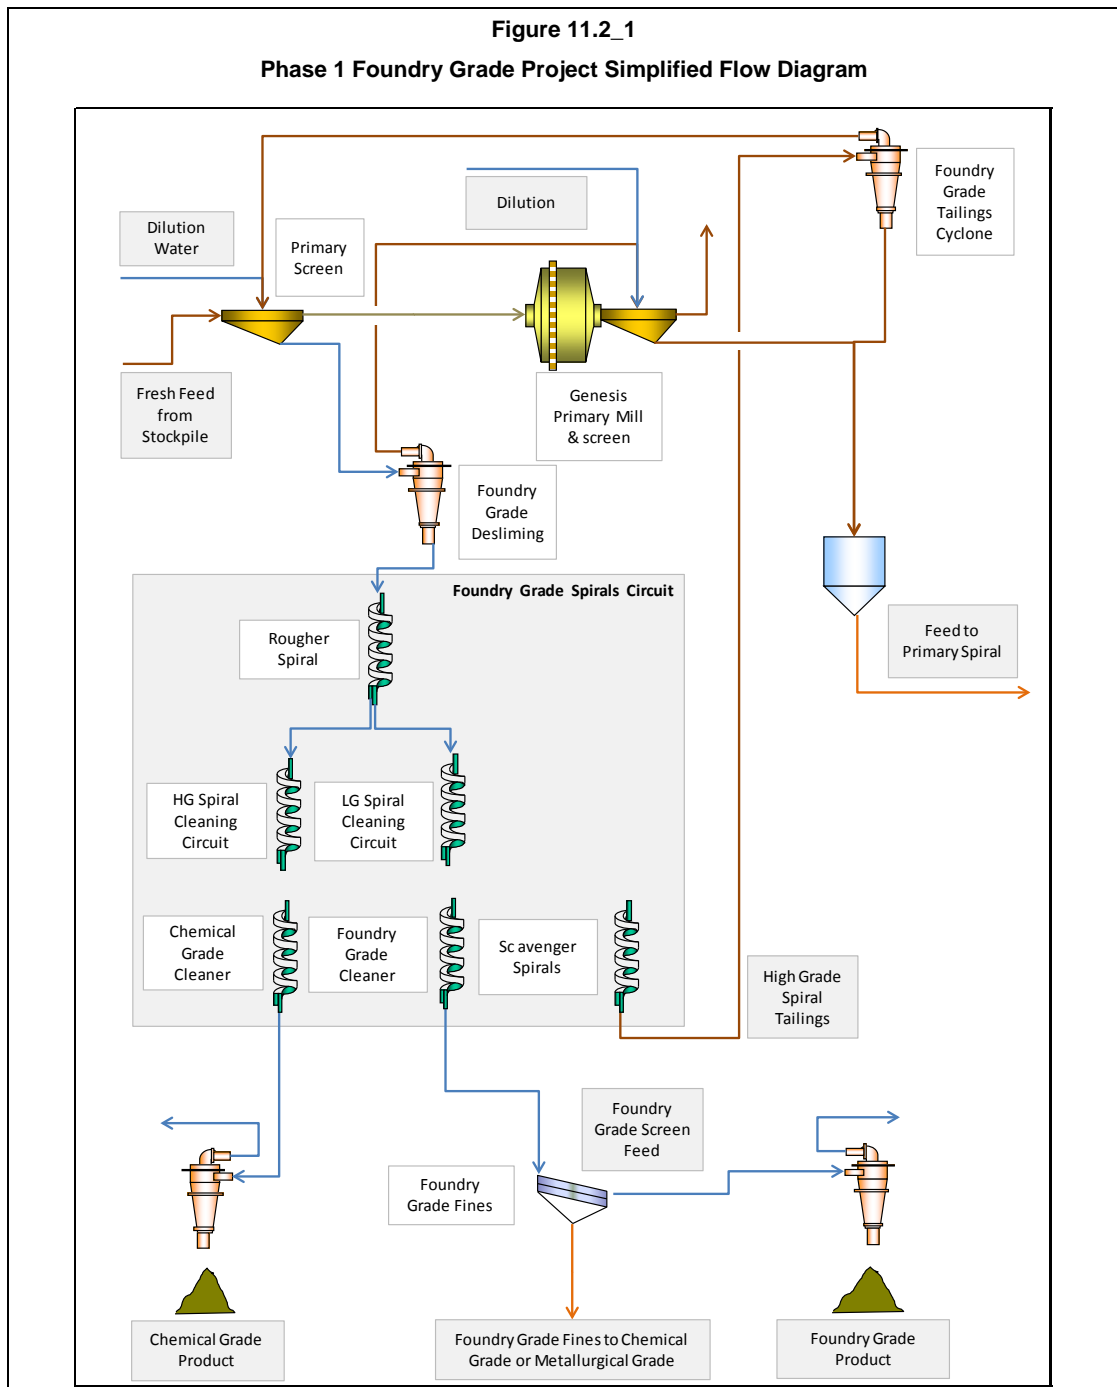 Figure 11.2_1
Phase 1 Foundry Grade Project Simplified Flow Diagram
Foundry
Grade
Tailings
Cyclone
Dilution
Dilution
Water
Primary
Screen
Fresh Feed
from
Stockpile
Genesis
Primary Mill
& screen
Foundry
Grade
Desliming
Foundry Grade Spirals Circuit
Rougher
Spiral
Feed to
Primary Spiral
HG Spiral
Cleaning
Circuit
LG Spiral
Cleaning
Circuit
Chemical
Grade
Cleaner
Foundry
Grade
Cleaner
Sc avenger
Spirals
High Grade
Spiral
Tailings
Foundry
Grade Screen
Feed
Foundry
Grade Fines
Chemical Grade
Product
Foundry Grade Fines to Chemical
Grade or Metallurgical Grade
Foundry Grade
Product